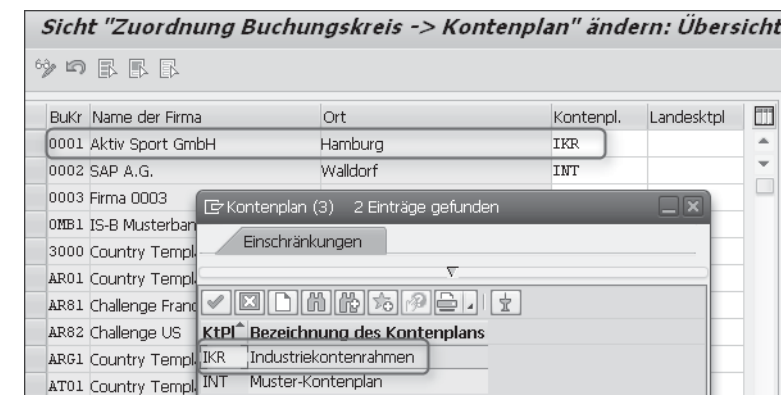 Sicht "Zuordnung Buchungskreis -> Kontenplan" ändern: Übersicht
BuKr Name der Firma Ort Kontenpl. Landesktpl
0001 Aktiv Sport GmbH Hamburg IKR
0002 SAP A.G. Walldorf INT
0003 Firma 0003
0MB1 IS-B Musterban
3000 Country Templ
AR01 Country Templ
AR81 Challenge Franc
AR82 Challenge US
ARG1 Country Templ
AT01 Country Templ
Kontenplan (3) 2 Einträge gefunden
Einschränkungen
KtPl Bezeichnung des Kontenplans
IKR Industriekontenrahmen
INT Muster-Kontenplan